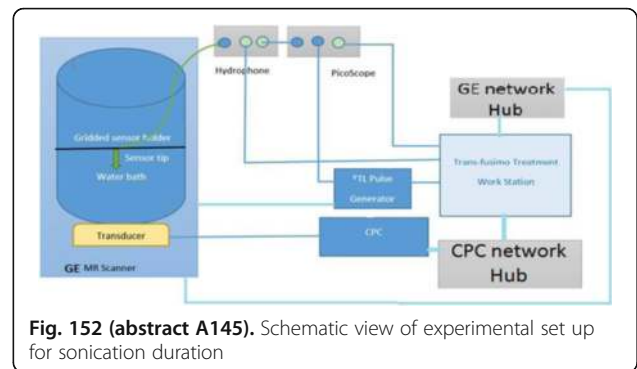 Hydrophone
PicoScope
GE network
Hub
Gridded sensor holder
Sensor tip
Water bath
Trans-fusimo Treatment
Work Station
*TL Pulse
Generator
CPC
Transducer
CPC network
Hub
GE MR Scanner
Fig. 152 (abstract A145). Schematic view of experimental set up
for sonication duration